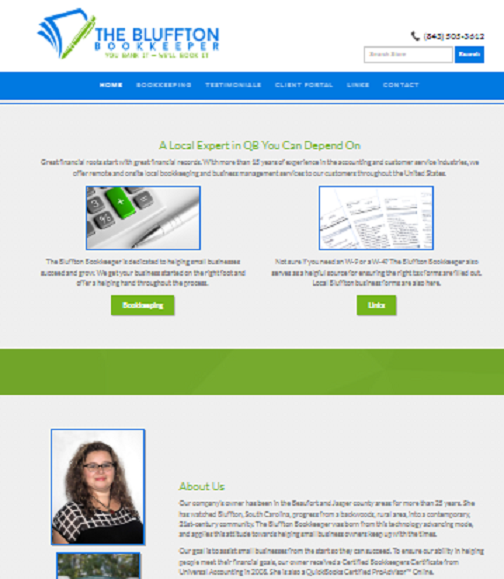 THE BLUFFTON
BOOKKEEPER
YOU BANK IT – WE'LL BOOK IT
(843) 505-3612
Search Store
Search
HOME BOOKKEEPING TESTIMONIALS CLIENT PORTAL LINKS CONTACT
A Local Expert in QB You Can Depend On
Great financial roots start with great financial records. With more than 15 years of experience in the accounting and customer service industries, we
offer remote and onsite local bookkeeping and business management services to our customers throughout the United States.
The Bluffton Bookkeeper is dedicated to helping small businesses
succeed and grow. We get your business started on the right foot and
offer a helping hand throughout the process.
Bookkeeping
Not sure if you need an W-9 or a W-4? The Bluffton Bookkeeper also
serves as a helpful source for ensuring the right tax forms are filled out.
Local Bluffton business forms are also here.
Links
About Us
Our company's owner has been in the Beaufort and Jasper county areas for more than 25 years. She
has watched Bluffton, South Carolina, progress from a backwoods, rural area, into a contemporary,
21st-century community. The Bluffton Bookkeeper was born from this technology advancing mode,
and applies this attitude towards helping small business owners keep up with the times.
Our goal is to assist small businesses from the start so they can succeed. To ensure our ability in helping
people meet their financial goals, our owner received a Certified Bookkeepers Certificate from
Universal Accounting in 2008. She is also a QuickBooks Certified ProAdvisor™ Online.